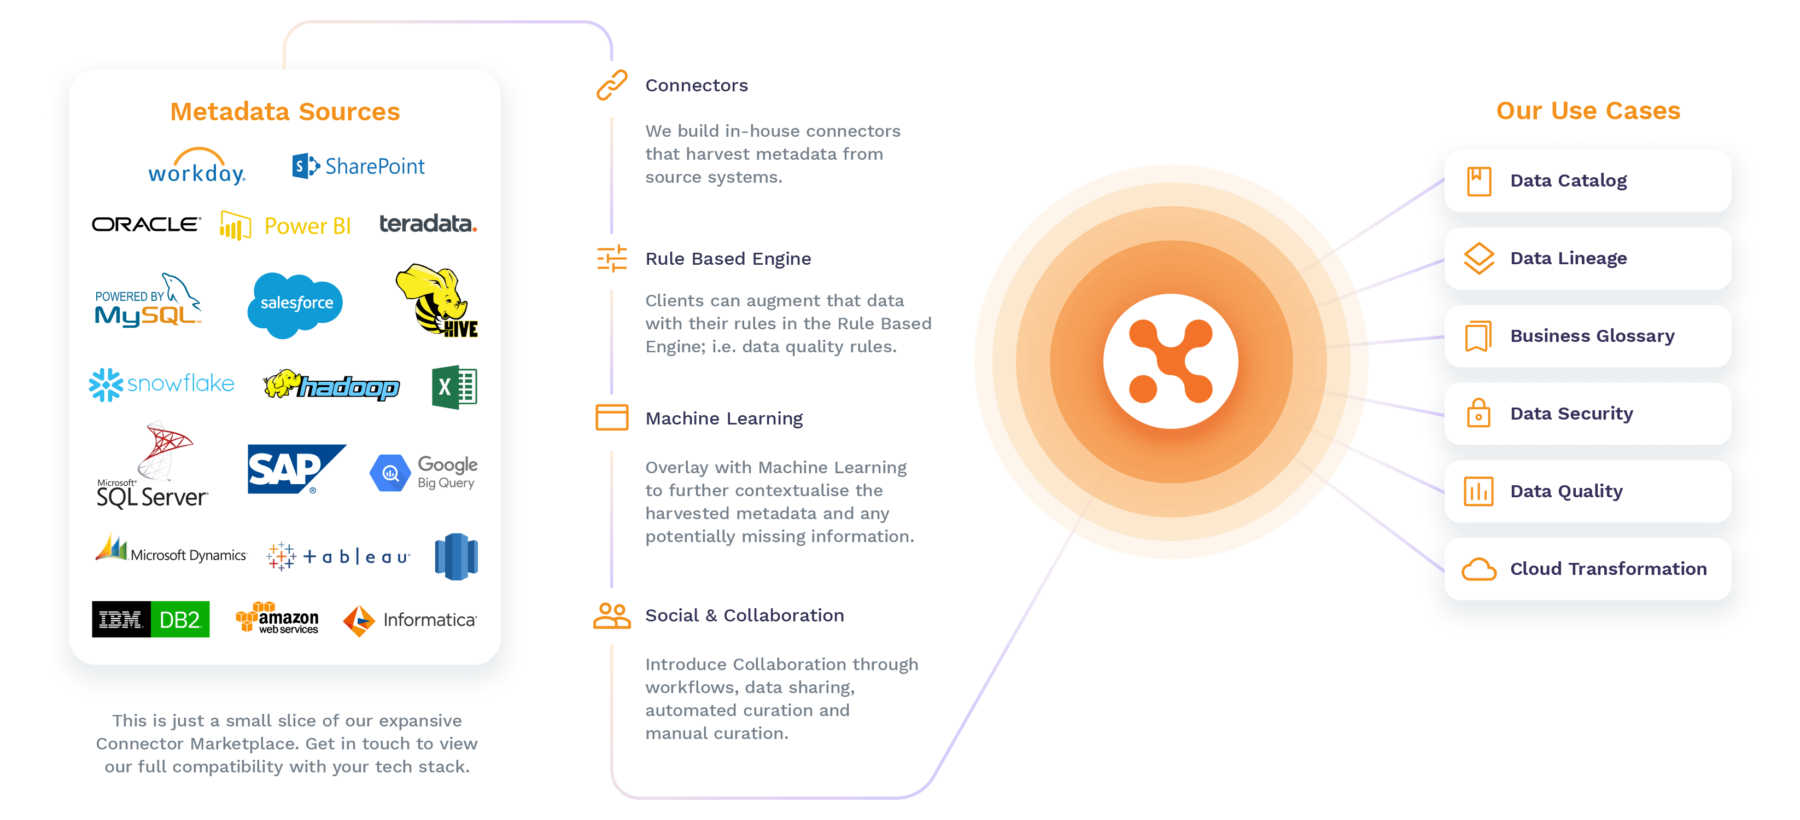 Metadata Sources
workday.
SharePoint
ORACLE
Power BI
teradata.
POWERED BY
MySQL
salesforce
HIVE
snowflake
hadoop
Microsoft
SQL Server
SAP
Google
Big Query
Microsoft Dynamics
+ a b l e a u
IBM DB2
amazon
web services
Informatica
This is just a small slice of our expansive
Connector Marketplace. Get in touch to view
our full compatibility with your tech stack.
Connectors
We build in-house connectors
that harvest metadata from
source systems.
Rule Based Engine
Clients can augment that data
with their rules in the Rule Based
Engine; i.e. data quality rules.
Machine Learning
Overlay with Machine Learning
to further contextualise the
harvested metadata and any
potentially missing information.
Social & Collaboration
Introduce Collaboration through
workflows, data sharing,
automated curation and
manual curation.
Our Use Cases
Data Catalog
Data Lineage
Business Glossary
Data Security
Data Quality
Cloud Transformation